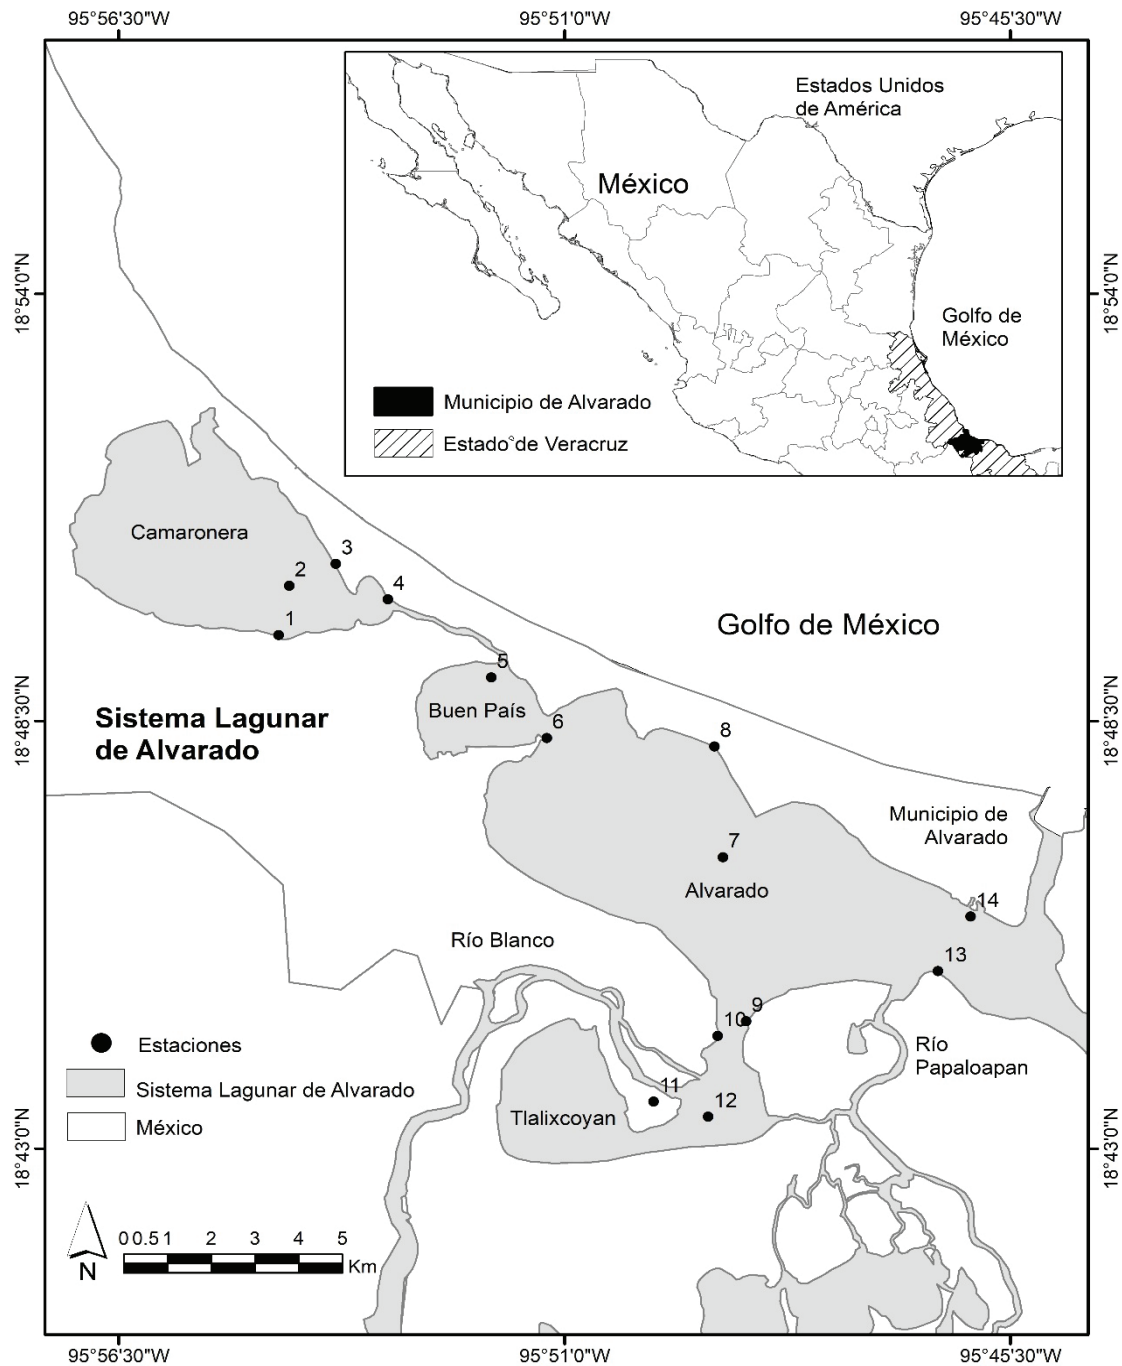 95°56'30"W 95°51'0"W 95°45'30"W
Estados Unidos
de América
México
18°54'0"N
18°54'0"N
Golfo de
México
Municipio de Alvarado
Estado de Veracruz
Camaronera
3
2
4
1
Golfo de México
5
Buen País
18°48'30"N
18°48'30"N
Sistema Lagunar
de Alvarado
6
8
Municipio de
Alvarado
7
Alvarado
14
Río Blanco
13
9
10
Estaciones
Río
Papaloapan
Sistema Lagunar de Alvarado
11
12
Tlalixcoyan
México
18°43'0"N
18°43'0"N
0 0.5 1 2 3 4 5
Km
N
95°56'30"W 95°51'0"W 95°45'30"W